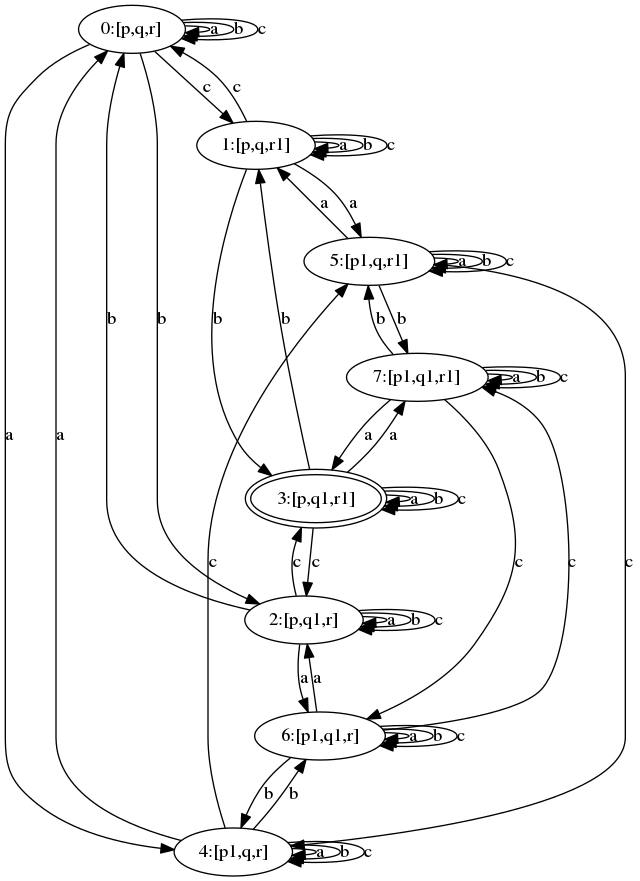 0:[p,q,r] a b c
c c
1:[p,q,r1] a b c
a a
5:[p1,q,r1] a b c
b b b b b b
7:[p1,q1,r1] a b c
a a a a
3:[p,q1,r1] a b c
c c c c c c
2:[p,q1,r] a b c
a a
6:[p1,q1,r] a b c
b b
4:[p1,q,r] a b c